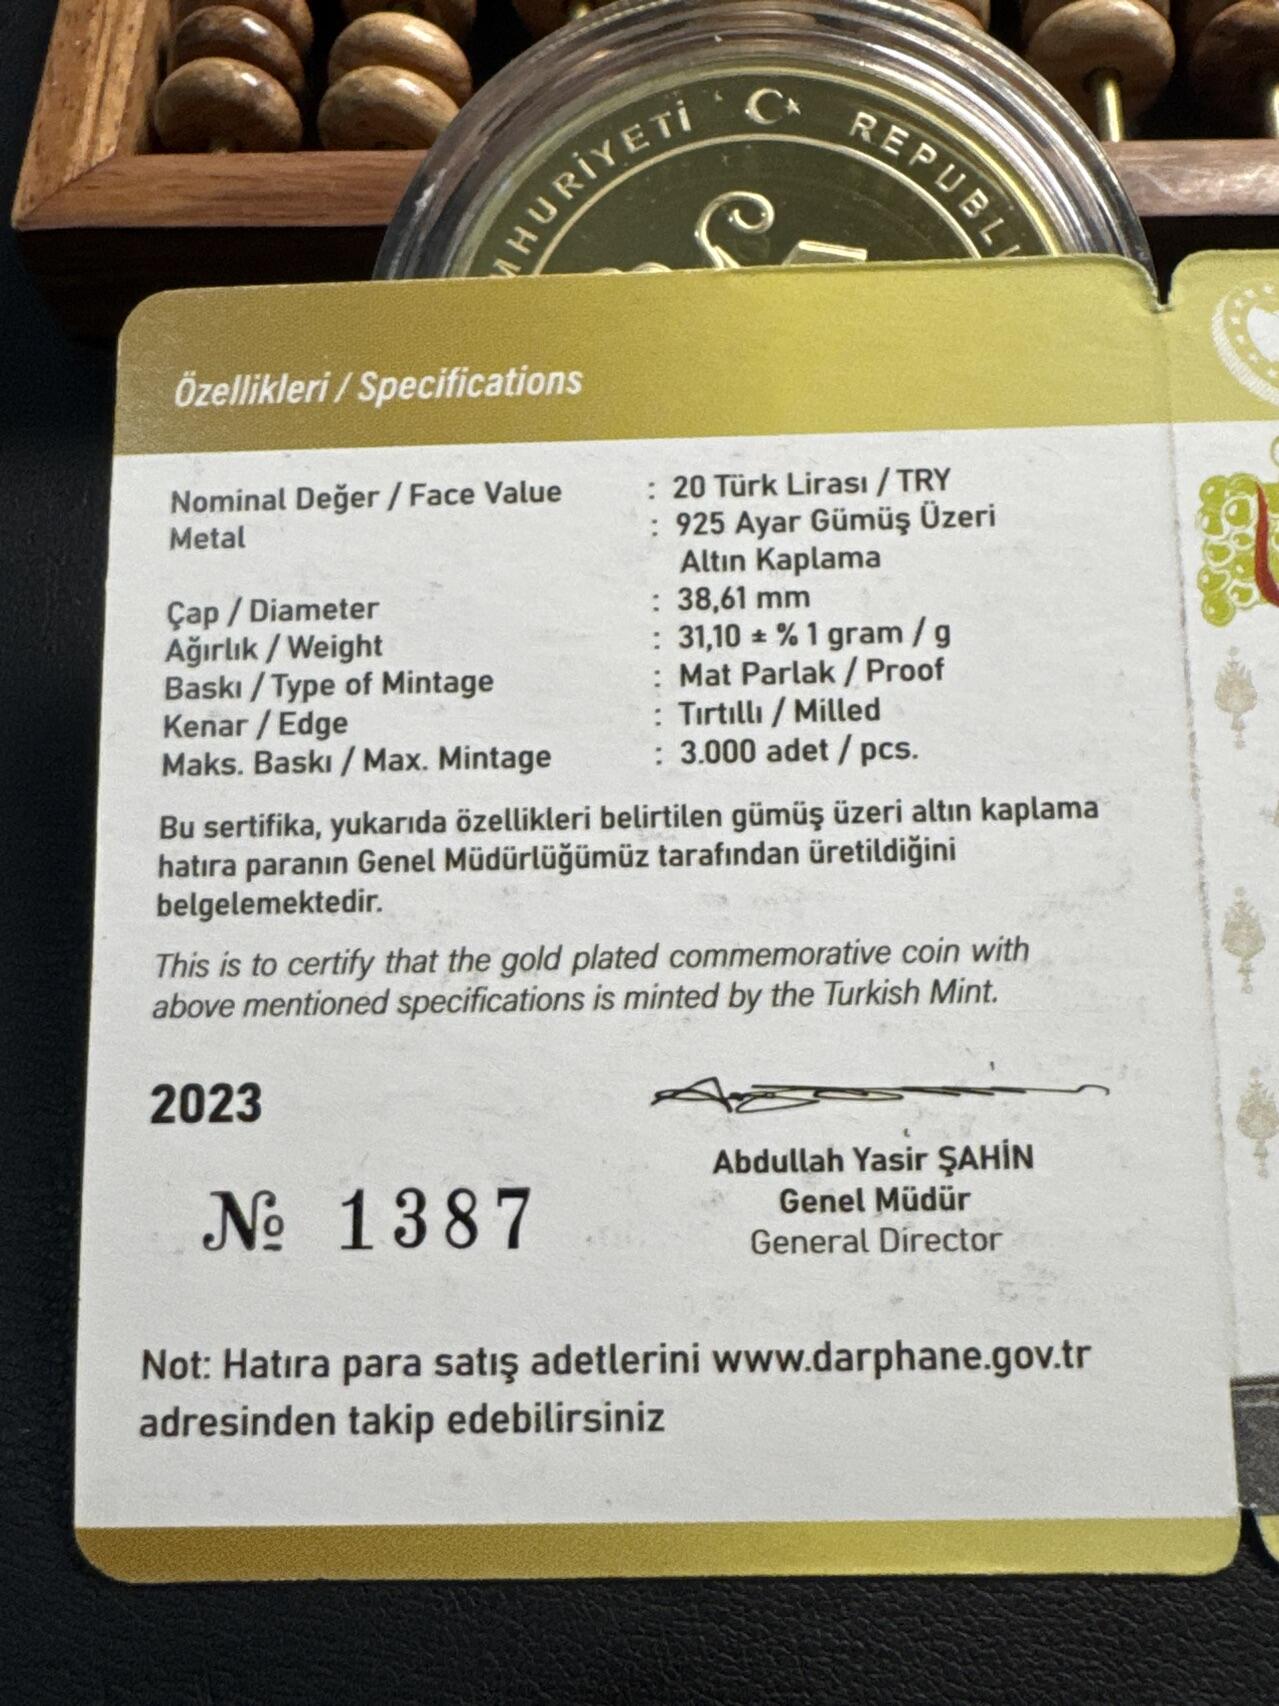 REPUBLI
Özellikleri / Specifications
Nominal Değer / Face Value : 20 Türk Lirası / TRY
Metal : 925 Ayar Gümüş Üzeri
Altın Kaplama
Çap / Diameter : 38,61 mm
Ağırlık / Weight : 31,10 ± % 1 gram / g
Baskı / Type of Mintage : Mat Parlak / Proof
Kenar / Edge : Tırtıllı / Milled
Maks. Baskı / Max. Mintage : 3.000 adet / pcs.
Bu sertifika, yukarıda özellikleri belirtilen gümüş üzeri altın kaplama
hatıra paranın Genel Müdürlüğümüz tarafından üretildiğini
belgelemektedir.
This is to certify that the gold plated commemorative coin with
above mentioned specifications is minted by the Turkish Mint.
2023
№ 1387
Abdullah Yasir ŞAHİN
Genel Müdür
General Director
Not: Hatıra para satış adetlerini www.darphane.gov.tr
adresinden takip edebilirsiniz